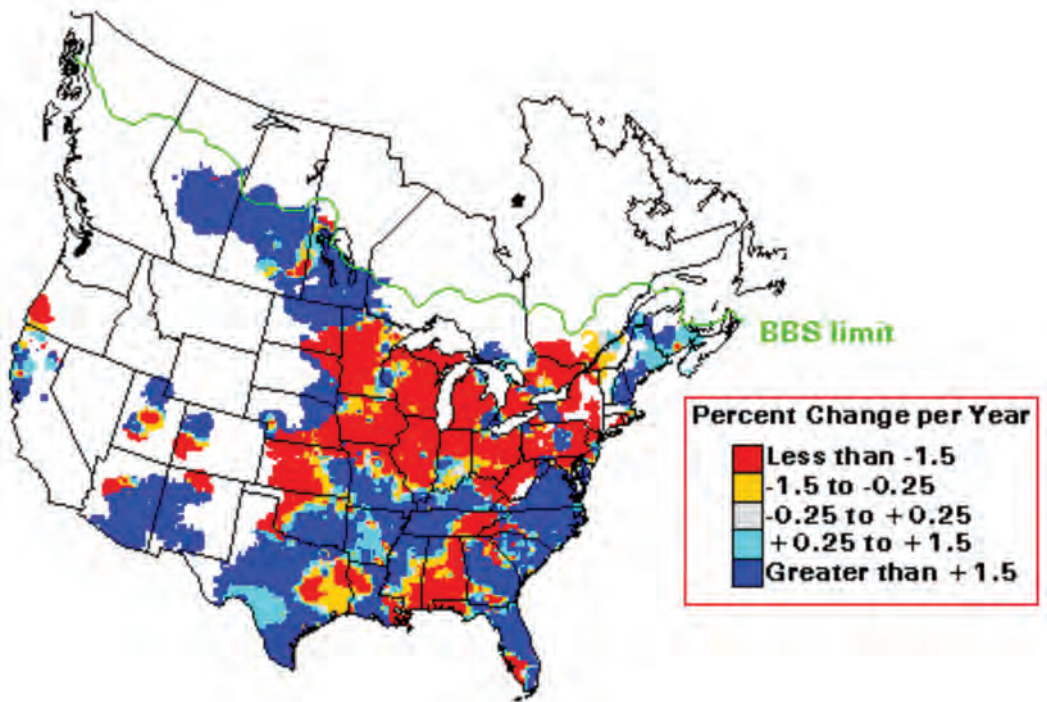 BBS limit
Percent Change per Year
Less than -1.5
-1.5 to -0.25
-0.25 to +0.25
+0.25 to +1.5
Greater than +1.5